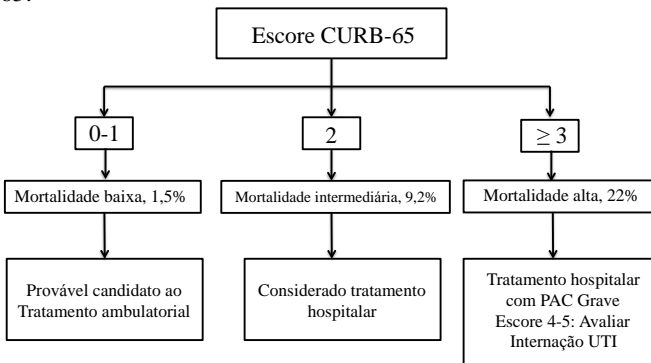 Escore CURB-65
0-1
2
≥ 3
Mortalidade baixa, 1,5%
Mortalidade intermediária, 9,2%
Mortalidade alta, 22%
Provável candidato ao
Tratamento ambulatorial
Considerado tratamento
hospitalar
Tratamento hospitalar
com PAC Grave
Escore 4-5: Avaliar
Internação UTI